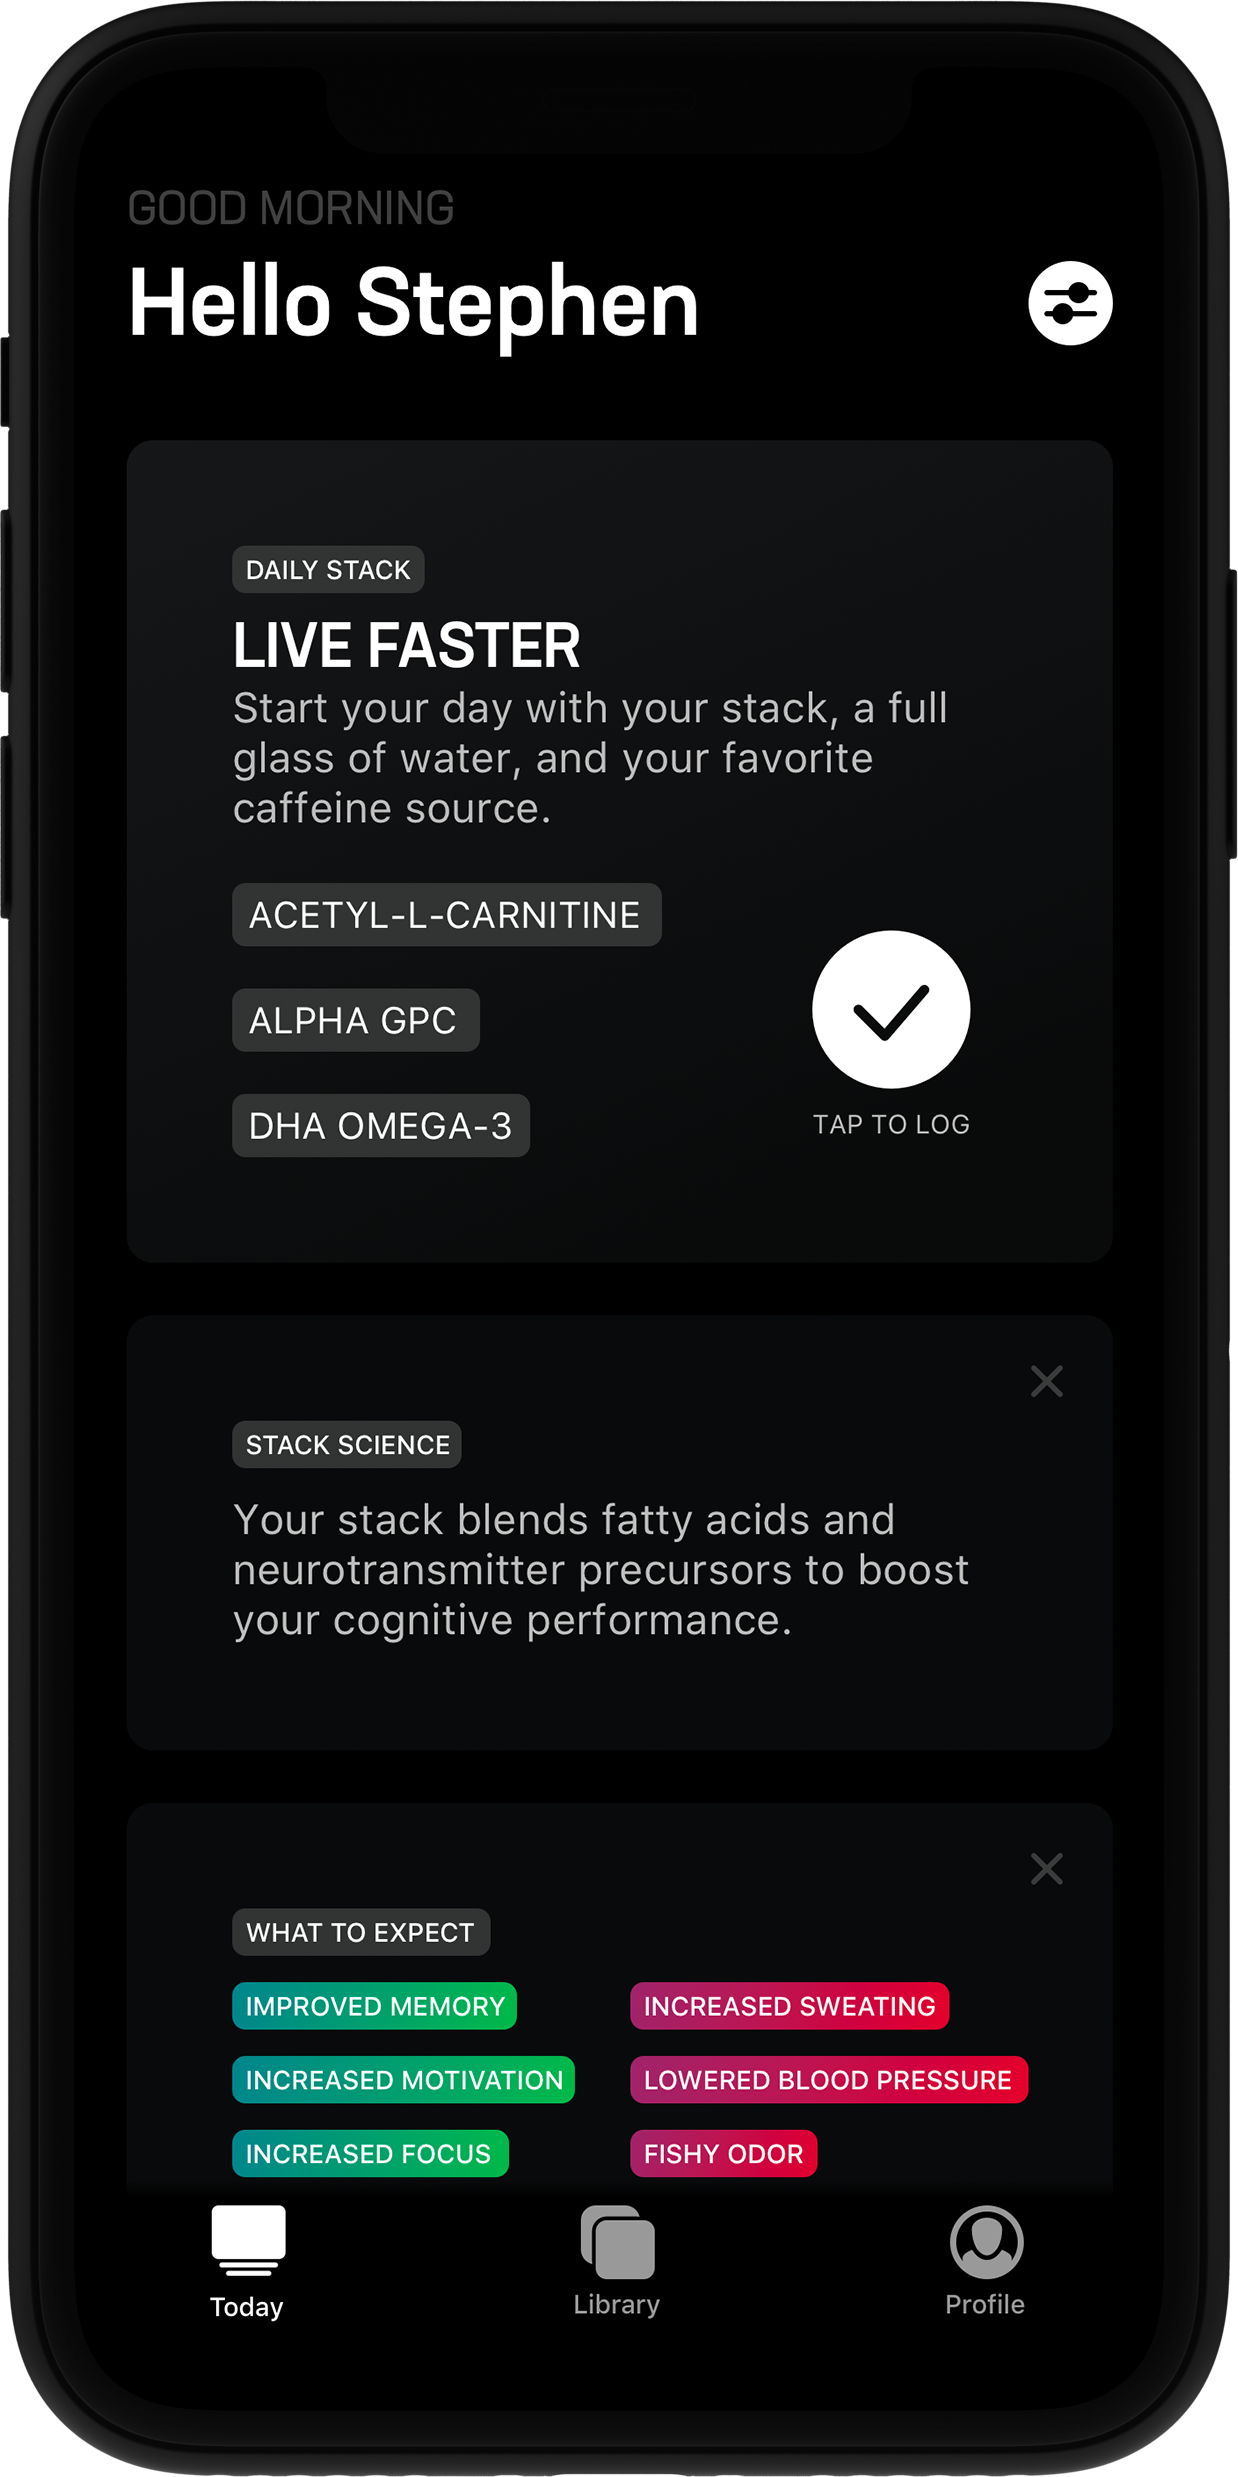 GOOD MORNING
Hello Stephen
DAILY STACK
LIVE FASTER
Start your day with your stack, a full
glass of water, and your favorite
caffeine source.
ACETYL-L-CARNITINE
ALPHA GPC
DHA OMEGA-3
TAP TO LOG
STACK SCIENCE
Your stack blends fatty acids and
neurotransmitter precursors to boost
your cognitive performance.
WHAT TO EXPECT
IMPROVED MEMORY
INCREASED SWEATING
INCREASED MOTIVATION
LOWERED BLOOD PRESSURE
INCREASED FOCUS
FISHY ODOR
Today
Library
Profile